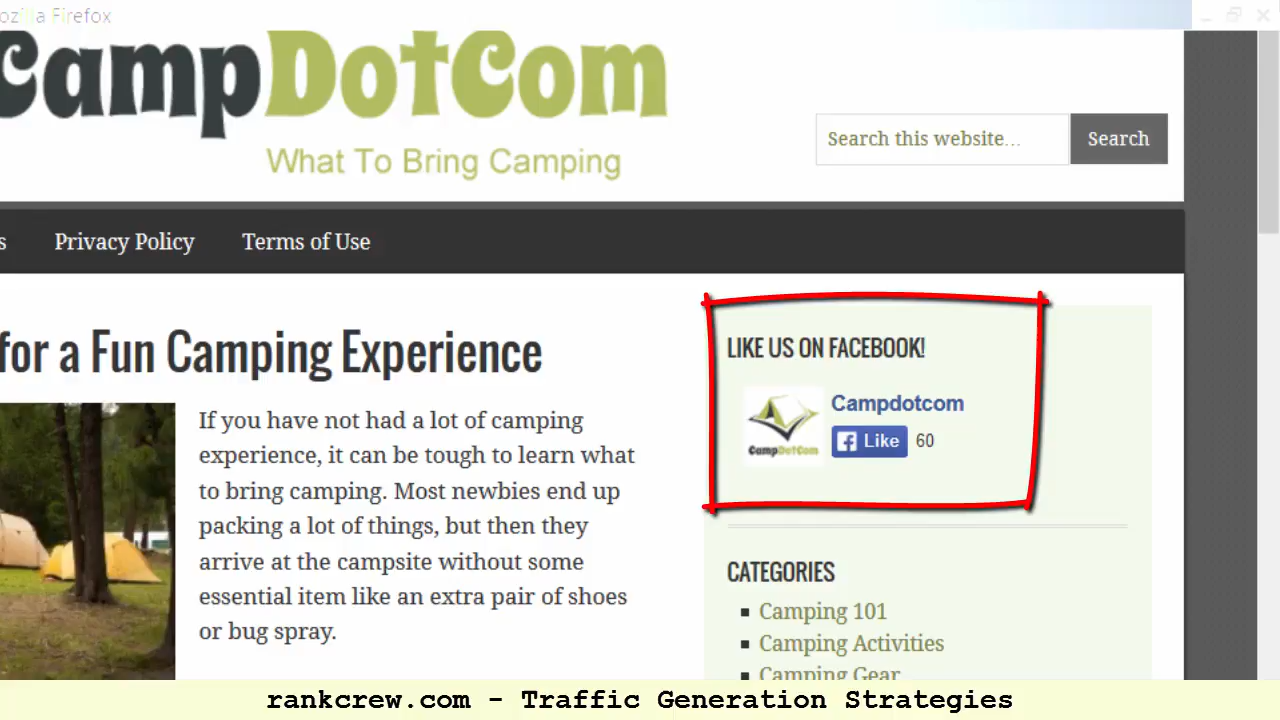 Mozilla Firefox
CampDotCom
What To Bring Camping
Search this website...
Search
Privacy Policy
Terms of Use
for a Fun Camping Experience
If you have not had a lot of camping
experience, it can be tough to learn what
to bring camping. Most newbies end up
packing a lot of things, but then they
arrive at the campsite without some
essential item like an extra pair of shoes
or bug spray.
LIKE US ON FACEBOOK!
CampDotCom
Campdotcom
Like 60
CATEGORIES
Camping 101
Camping Activities
Camping Gear
rankcrew.com - Traffic Generation Strategies